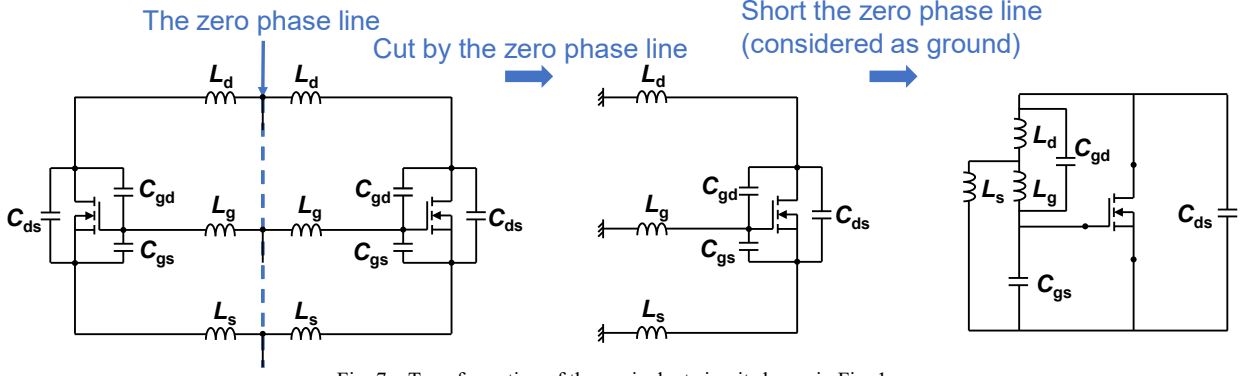 The zero phase line
Cut by the zero phase line
Short the zero phase line
(considered as ground)
Ld
Ld
Cgd
Cds
Cgs
Lg
Lg
Cgd
Cds
Cgs
Ls
Ls
Ld
Cgd
Lg
Cds
Cgs
Ls
Ld
Cgd
Ls
Lg
Cds
Cgs